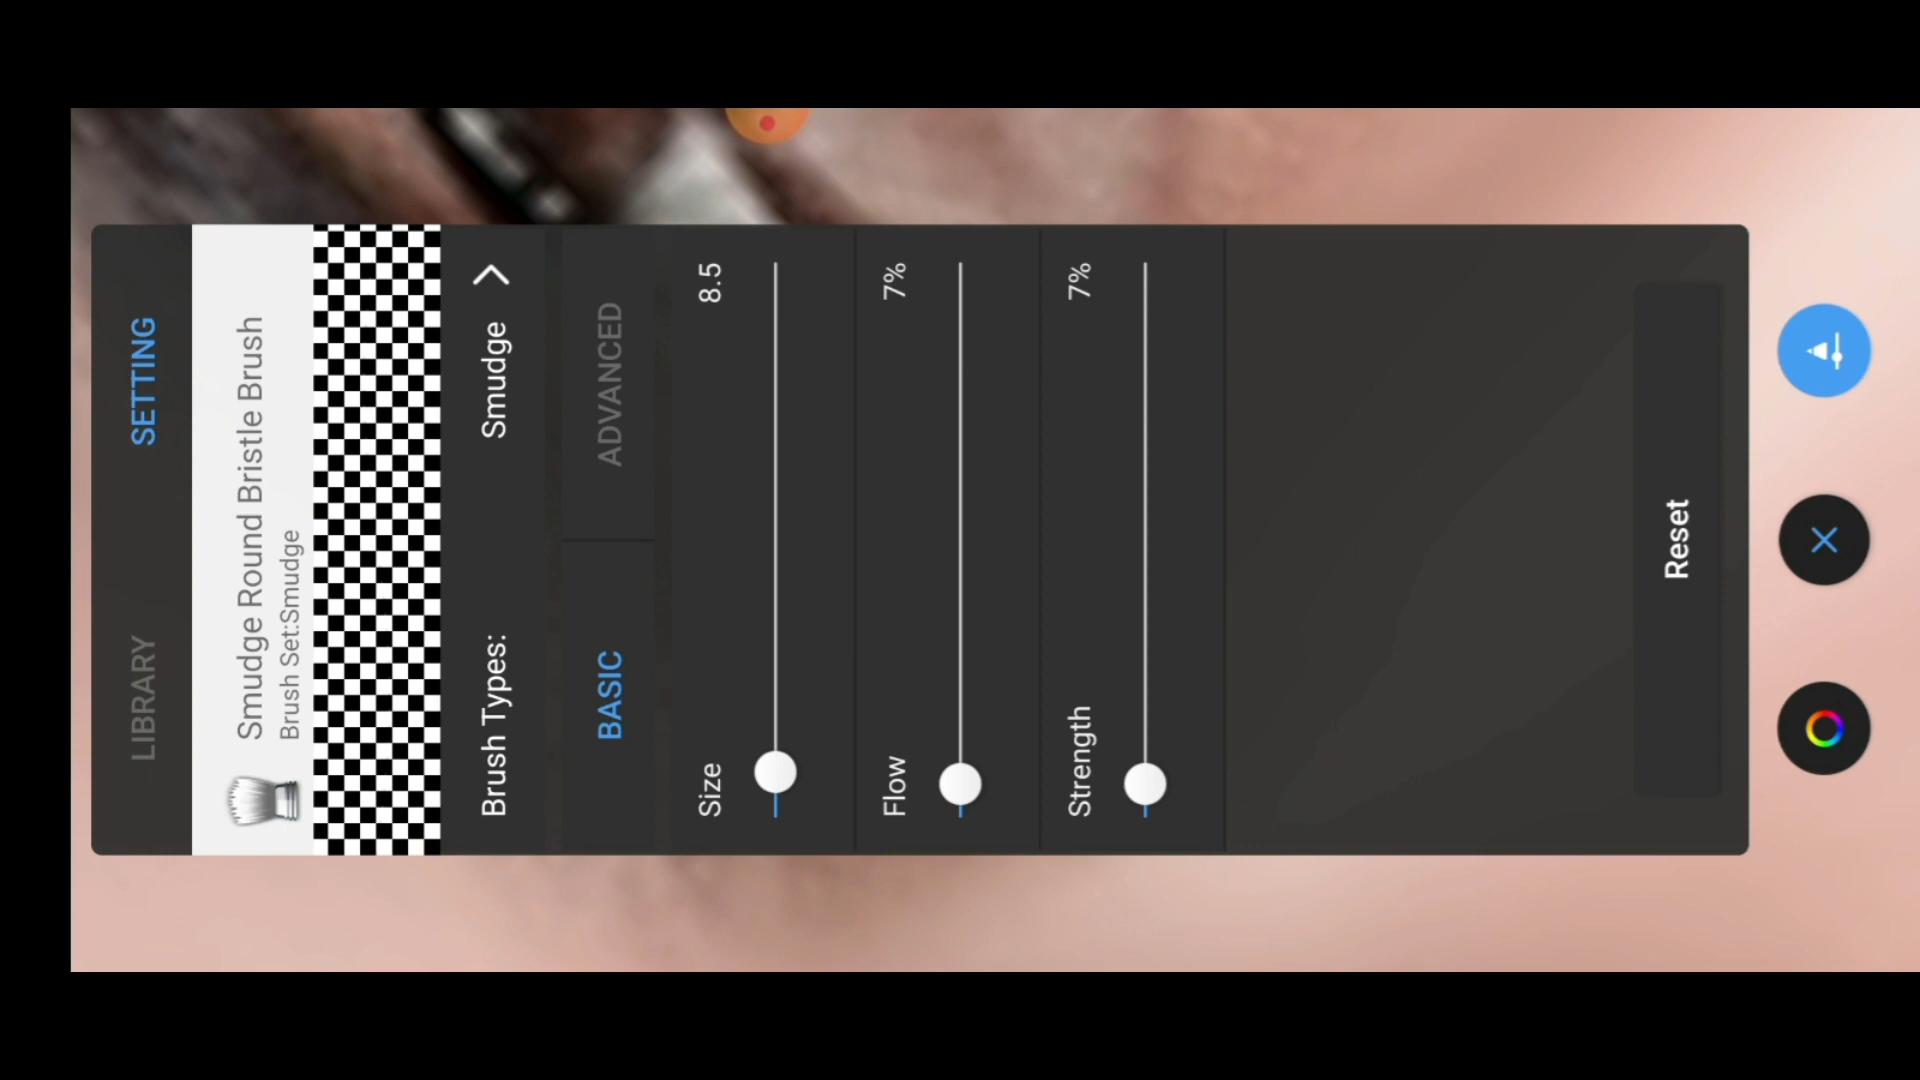 LIBRARY SETTING
Smudge Round Bristle Brush
Brush Set:Smudge
Brush Types: Smudge
BASIC ADVANCED
Size 8.5
Flow 7%
Strength 7%
Reset